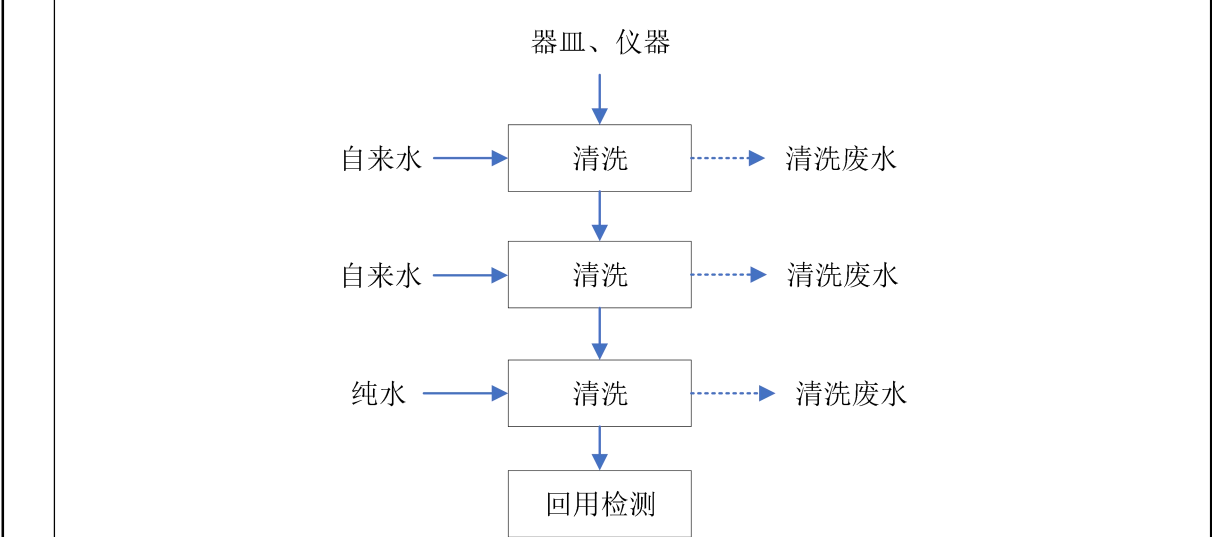 器皿、仪器
自来水 清洗 清洗废水
自来水 清洗 清洗废水
纯水 清洗 清洗废水
回用检测